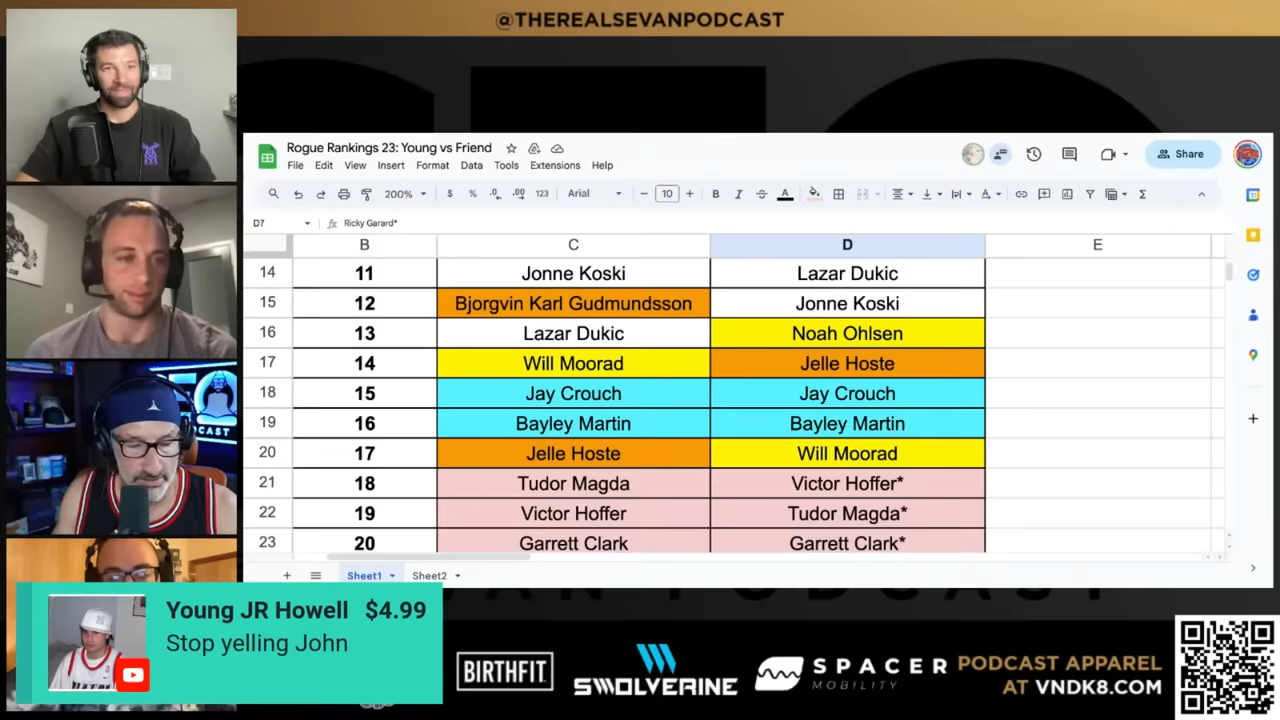 @THEREALSEVANPODCAST
Rogue Rankings 23: Young vs Friend
Share
File Edit View Insert Format Data Tools Extensions Help
200% $ % .0 .00 123 Arial 10 B I S A
D7 fx Ricky Garard*
B C D E
14 11 Jonne Koski Lazar Dukic
15 12 Bjorgvin Karl Gudmundsson Jonne Koski
16 13 Lazar Dukic Noah Ohlsen
17 14 Will Moorad Jelle Hoste
18 15 Jay Crouch Jay Crouch
19 16 Bayley Martin Bayley Martin
20 17 Jelle Hoste Will Moorad
21 18 Tudor Magda Victor Hoffer*
22 19 Victor Hoffer Tudor Magda*
23 20 Garrett Clark Garrett Clark*
Sheet1 Sheet2
Young JR Howell $4.99
Stop yelling John
BIRTHFIT
SWOLVERINE
SPACER
MOBILITY
PODCAST APPAREL
AT VNDK8.COM